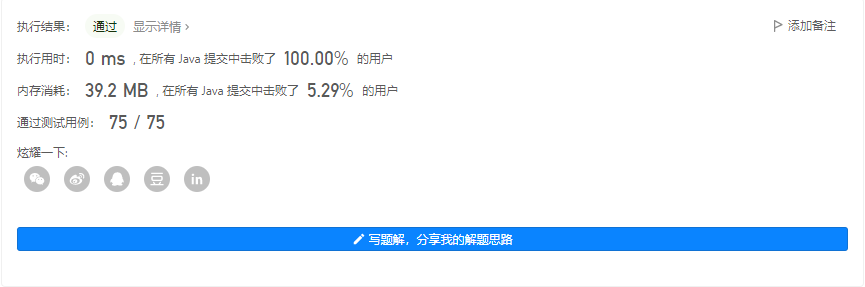 执行结果： 通过 显示详情 › 添加备注
执行用时： 0 ms , 在所有 Java 提交中击败了 100.00% 的用户
内存消耗： 39.2 MB , 在所有 Java 提交中击败了 5.29% 的用户
通过测试用例： 75 / 75
炫耀一下:
豆 in
写题解，分享我的解题思路